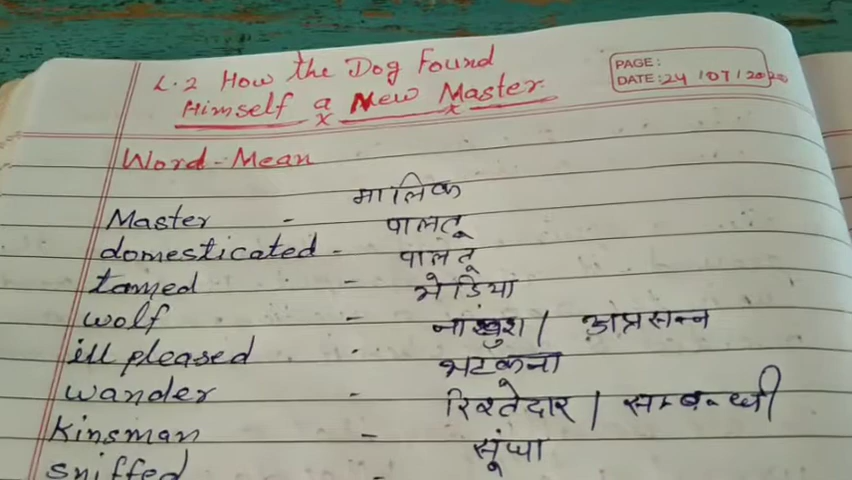 L.2 How the Dog Found
Himself a New Master
PAGE:
DATE: 24 /07/2020
Word-Mean
Master - मालिक
domesticated - पालतू
tamed - पालतू
wolf - भेड़िया
ill pleased - नाखुश / अप्रसन्न
wander - भटकना
Kinsman - रिश्तेदार / सम्बन्धी
sniffed - सूंघा